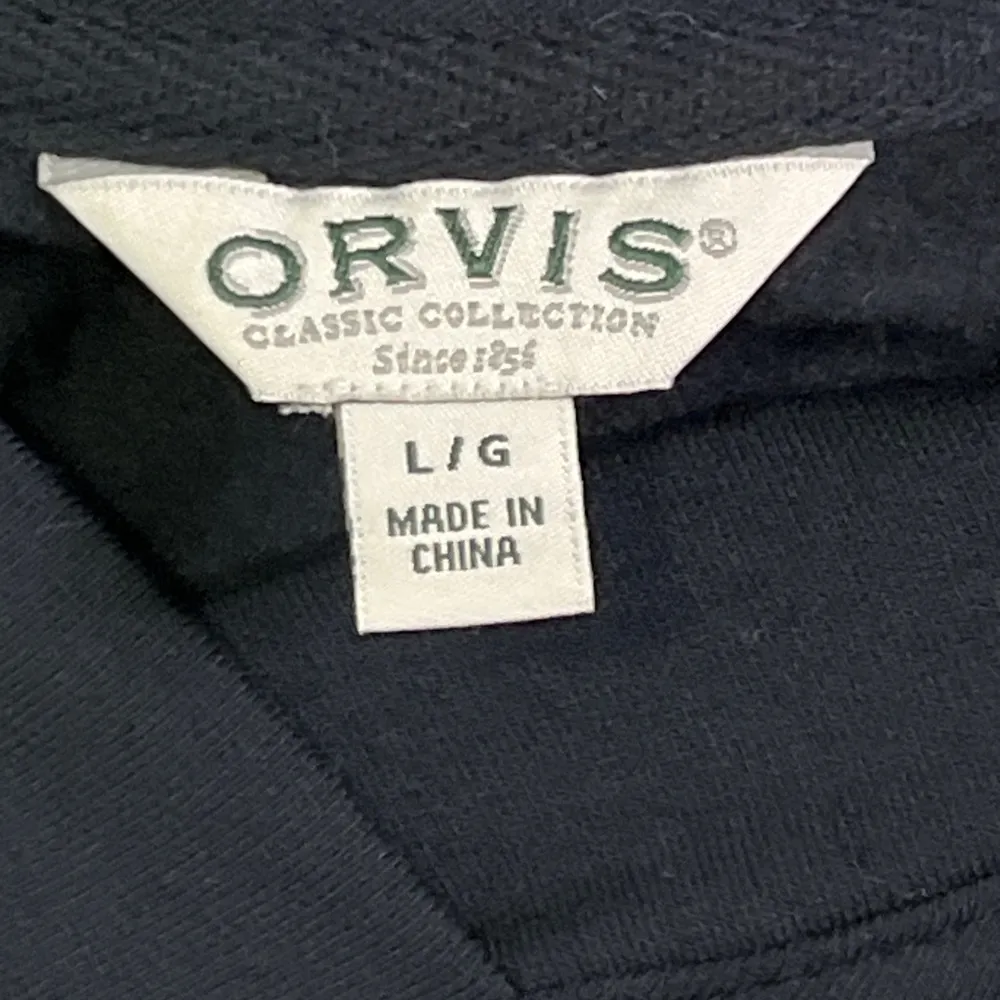 ORVIS®
CLASSIC COLLECTION
Since 1856
L/G
MADE IN
CHINA